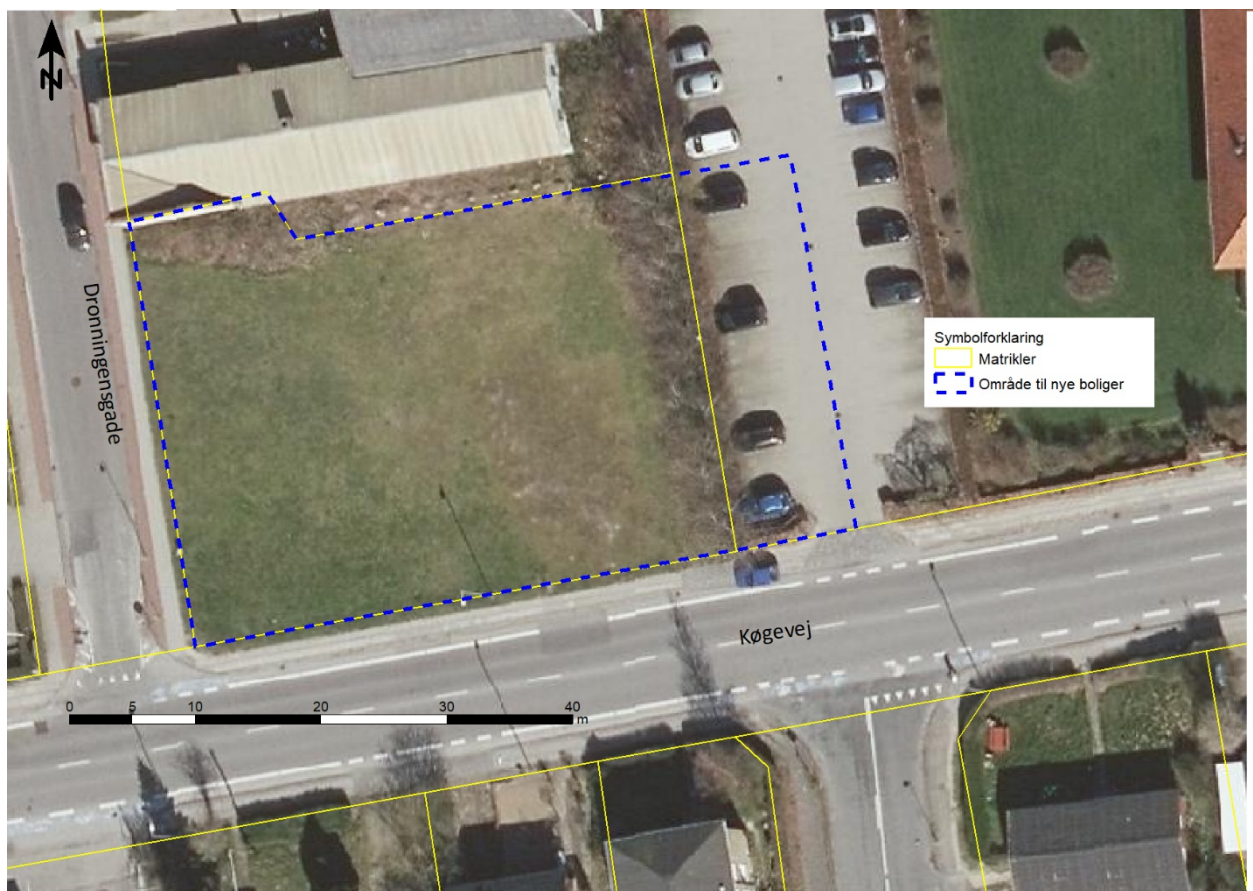 N
Dronningensgade
Symbolforklaring
Matrikler
Område til nye boliger
Køgevej
0 5 10 20 30 40 m